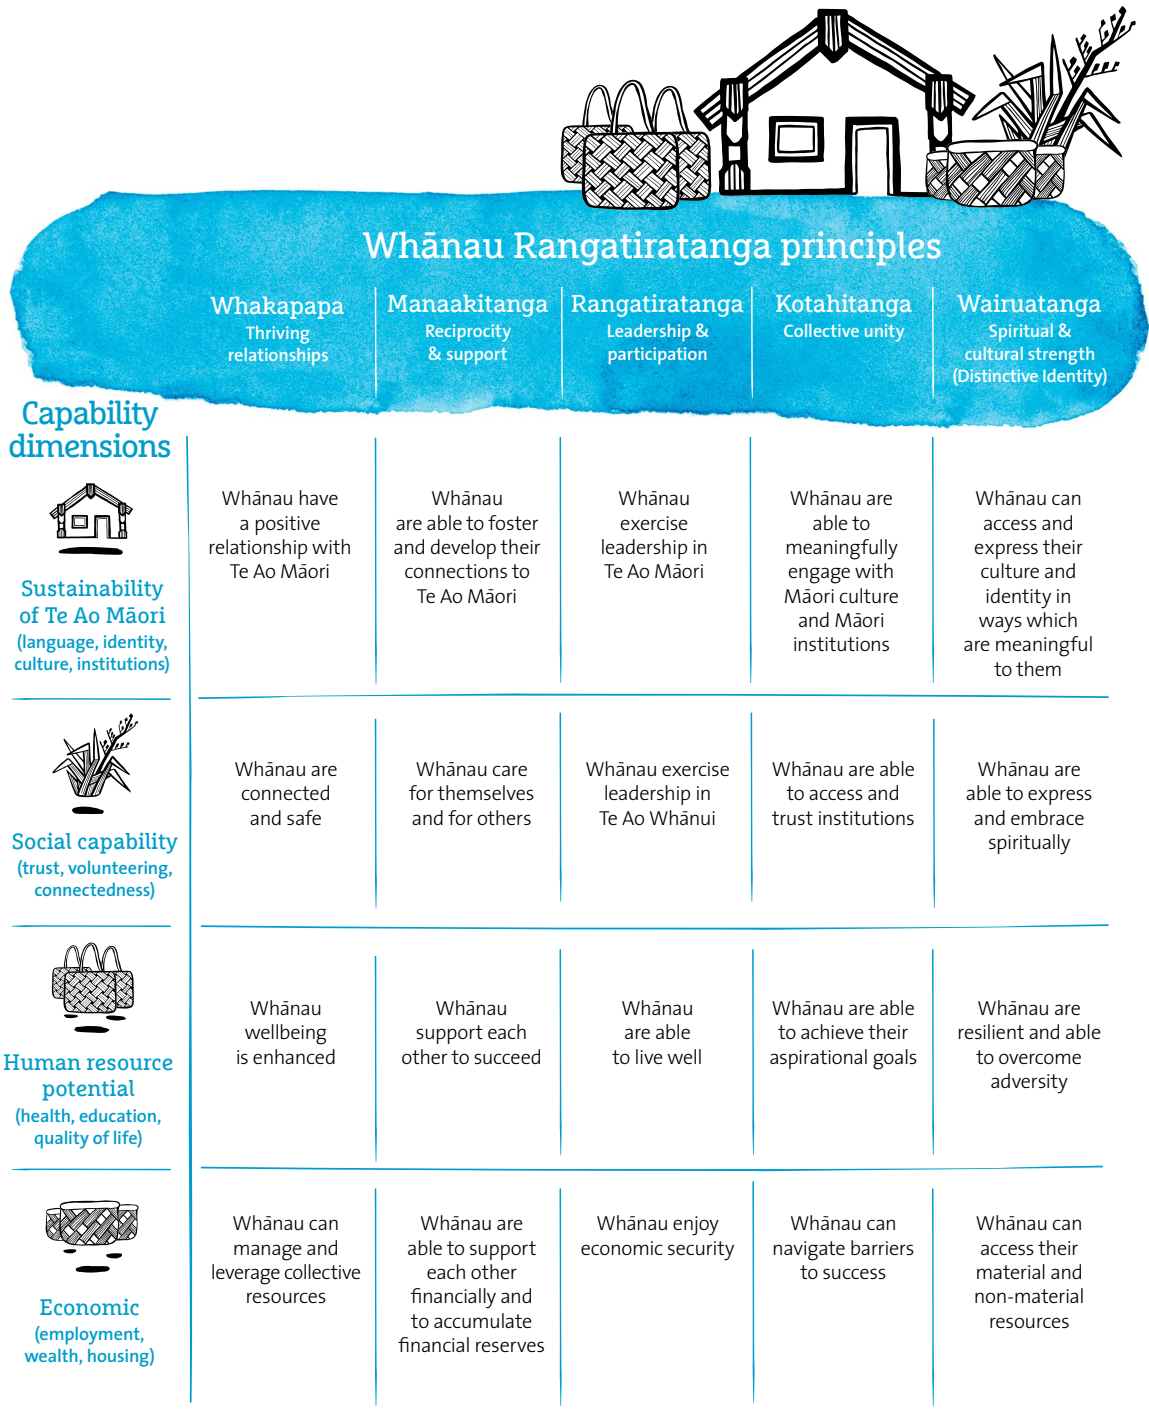 Whānau Rangatiratanga principles
Whakapapa
Thriving
relationships
Manaakitanga
Reciprocity
& support
Rangatiratanga
Leadership &
participation
Kotahitanga
Collective unity
Wairuatanga
Spiritual &
cultural strength
(Distinctive Identity)
Capability
dimensions
Sustainability
of Te Ao Māori
(language, identity,
culture, institutions)
Whānau have
a positive
relationship with
Te Ao Māori
Whānau
are able to foster
and develop their
connections to
Te Ao Māori
Whānau
exercise
leadership in
Te Ao Māori
Whānau are
able to
meaningfully
engage with
Māori culture
and Māori
institutions
Whānau can
access and
express their
culture and
identity in
ways which
are meaningful
to them
Social capability
(trust, volunteering,
connectedness)
Whānau are
connected
and safe
Whānau care
for themselves
and for others
Whānau exercise
leadership in
Te Ao Whānui
Whānau are able
to access and
trust institutions
Whānau are
able to express
and embrace
spiritually
Human resource
potential
(health, education,
quality of life)
Whānau
wellbeing
is enhanced
Whānau
support each
other to succeed
Whānau
are able
to live well
Whānau are able
to achieve their
aspirational goals
Whānau are
resilient and able
to overcome
adversity
Economic
(employment,
wealth, housing)
Whānau can
manage and
leverage collective
resources
Whānau are
able to support
each other
financially and
to accumulate
financial reserves
Whānau enjoy
economic security
Whānau can
navigate barriers
to success
Whānau can
access their
material and
non-material
resources